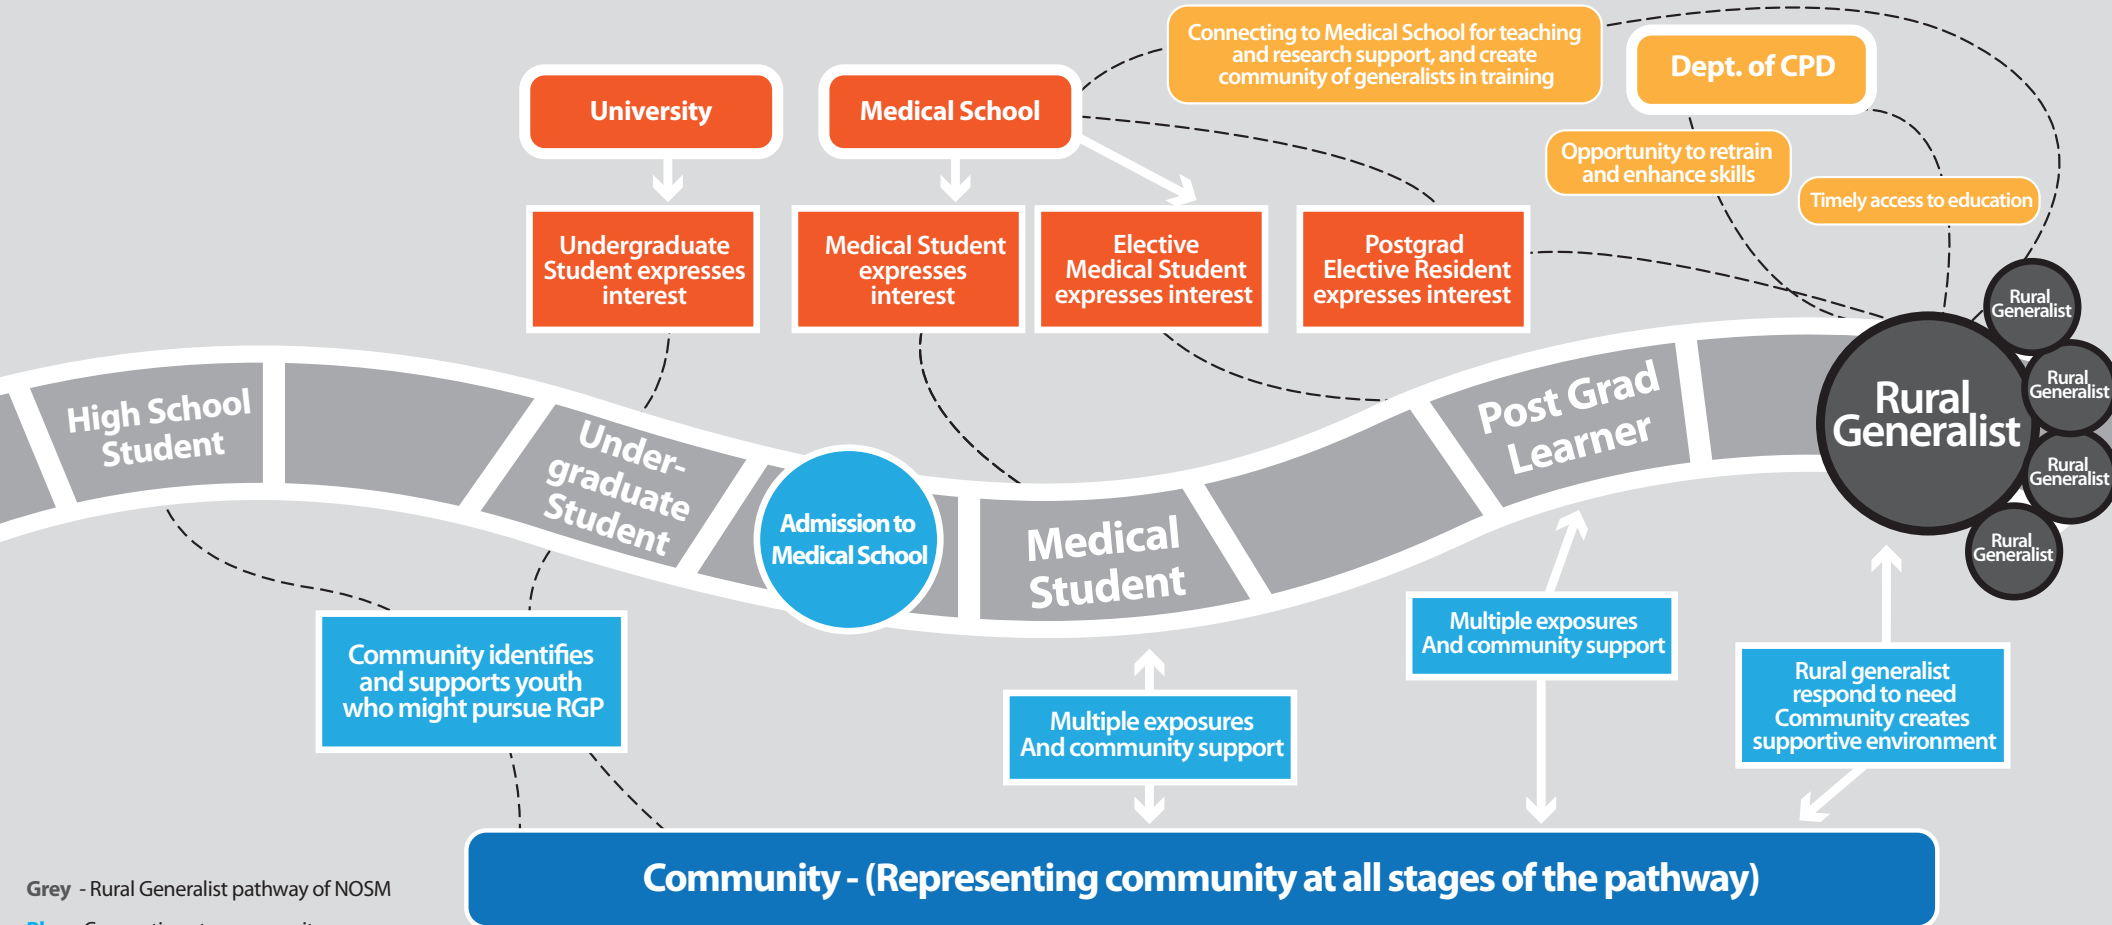 Connecting to Medical School for teaching
and research support, and create
community of generalists in training
Dept. of CPD
University
Medical School
Opportunity to retrain
and enhance skills
Timely access to education
Undergraduate
Student expresses
interest
Medical Student
expresses
interest
Elective
Medical Student
expresses interest
Postgrad
Elective Resident
expresses interest
High School
Student
Under-
graduate
Student
Admission to
Medical School
Medical
Student
Post Grad
Learner
Rural
Generalist
Rural
Generalist
Rural
Generalist
Rural
Generalist
Rural
Generalist
Community identifies
and supports youth
who might pursue RGP
Multiple exposures
And community support
Multiple exposures
And community support
Rural generalist
respond to need
Community creates
supportive environment
Community - (Representing community at all stages of the pathway)
Grey - Rural Generalist pathway of NOSM